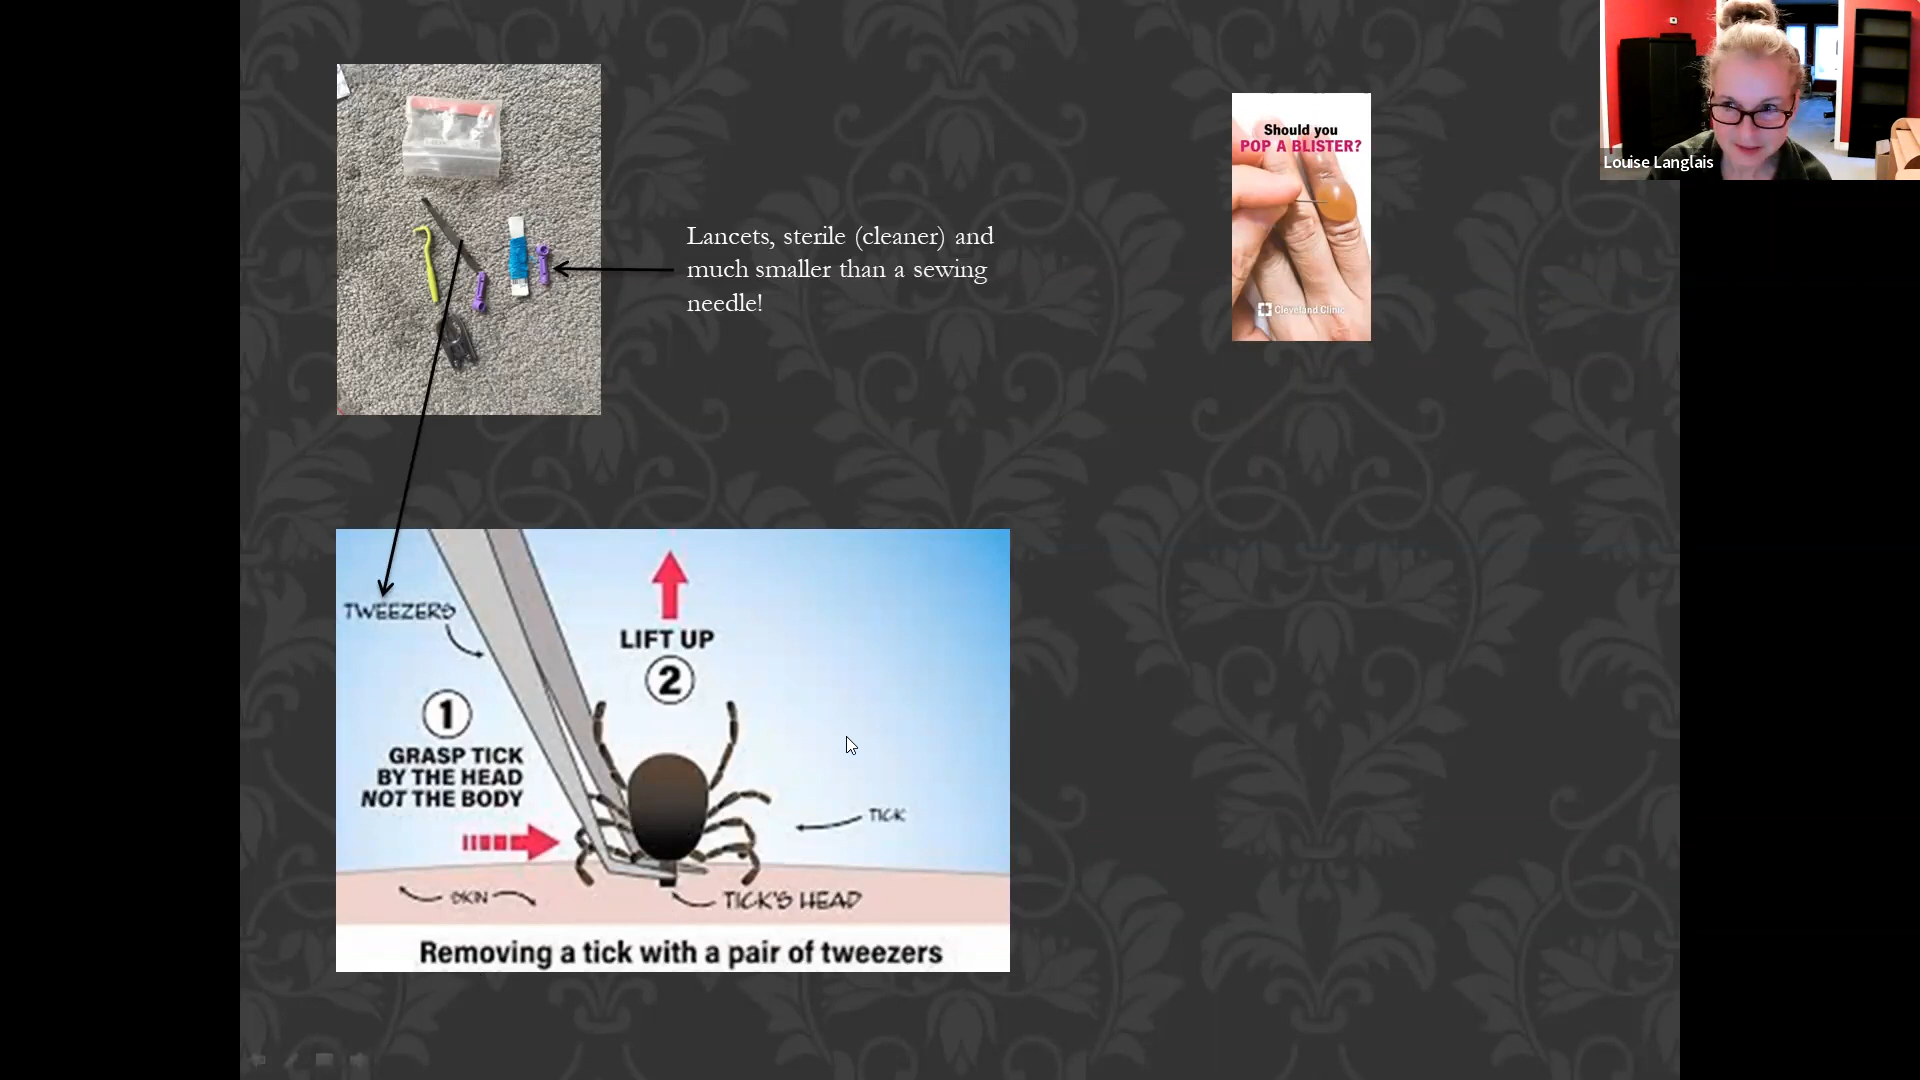 Should you
POP A BLISTER?
Cleveland Clinic
Louise Langlais
Lancets, sterile (cleaner) and
much smaller than a sewing
needle!
TWEEZERS
LIFT UP
2
1
GRASP TICK
BY THE HEAD
NOT THE BODY
TICK
SKIN
TICK'S HEAD
Removing a tick with a pair of tweezers